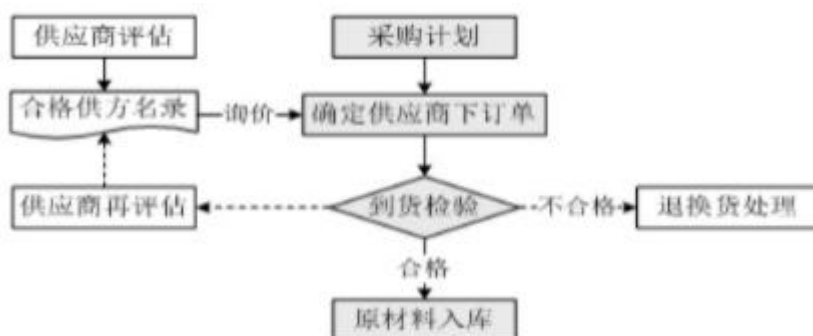 供应商评估
采购计划
合格供方名录
询价
确定供应商下订单
供应商再评估
到货检验
不合格
退换货处理
合格
原材料入库